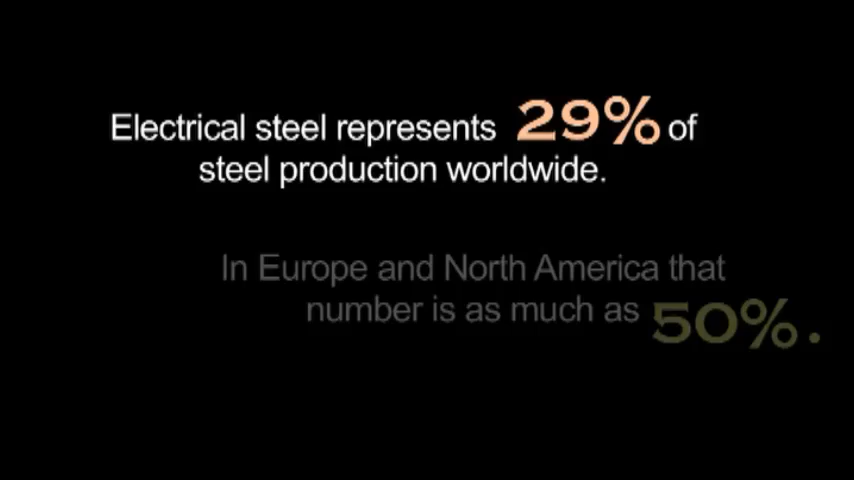 Electrical steel represents 29% of
steel production worldwide.
In Europe and North America that
number is as much as 50%.